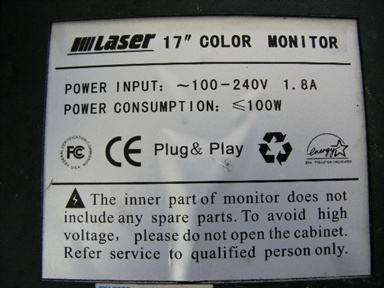 LASER 17" COLOR MONITOR
POWER INPUT: ~100-240V 1.8A
POWER CONSUMPTION: ≤100W
FC CE Plug& Play energy
The inner part of monitor does not
include any spare parts. To avoid high
voltage, please do not open the cabinet.
Refer service to qualified person only.